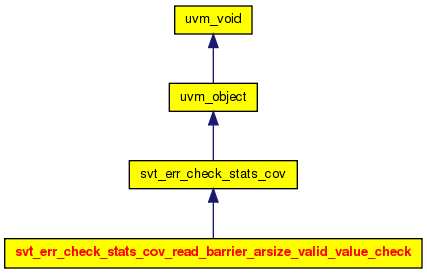 uvm_void
uvm_object
svt_err_check_stats_cov
svt_err_check_stats_cov_read_barrier_arsize_valid_value_check